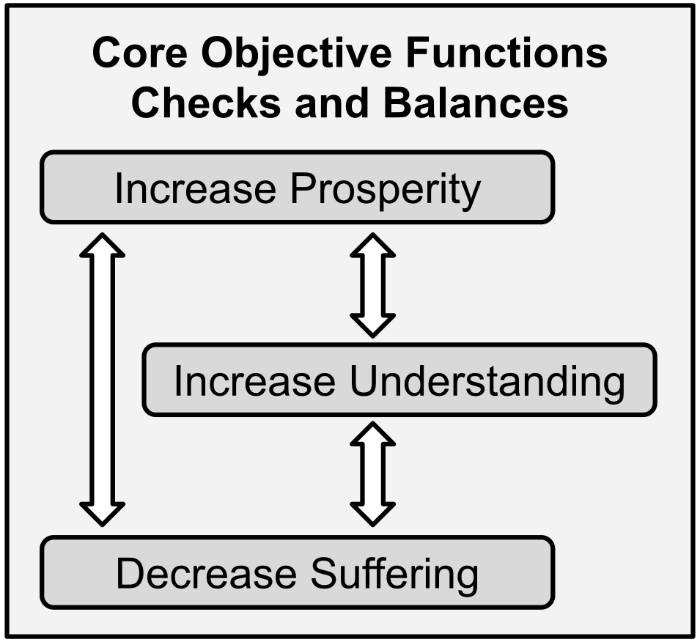 Core Objective Functions
Checks and Balances
Increase Prosperity
Increase Understanding
Decrease Suffering